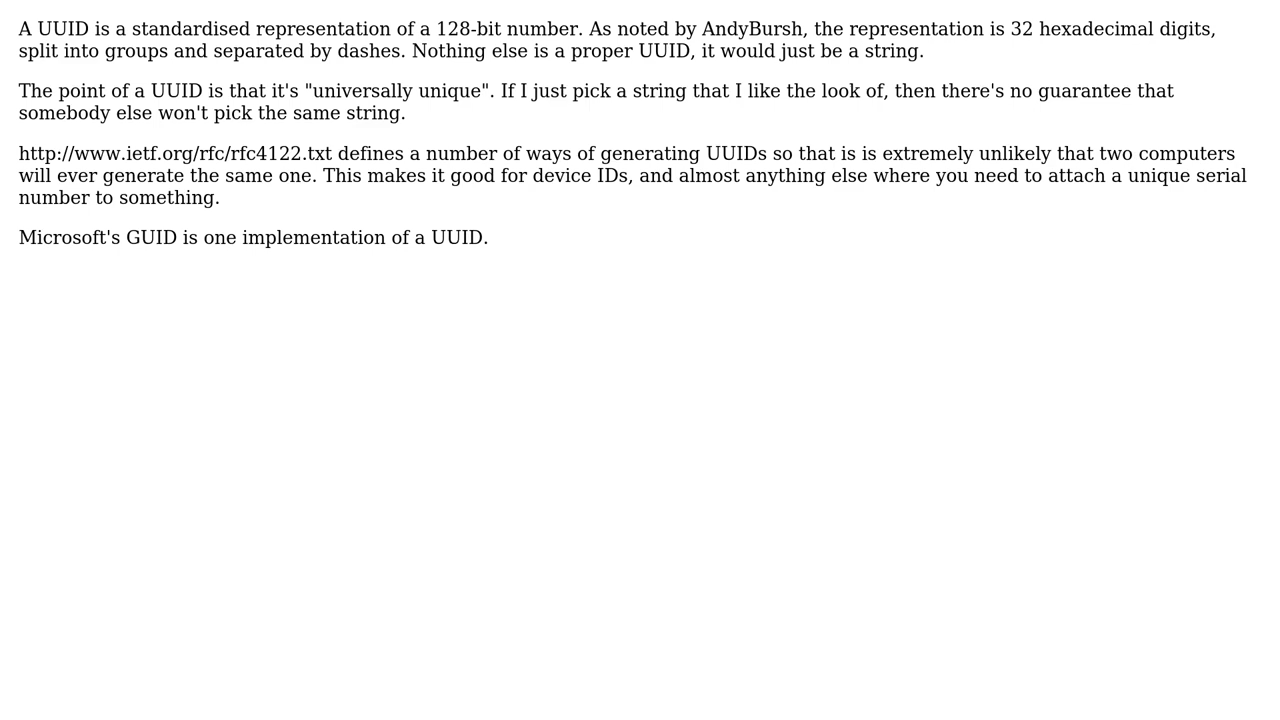 A UUID is a standardised representation of a 128-bit number. As noted by AndyBursh, the representation is 32 hexadecimal digits,
split into groups and separated by dashes. Nothing else is a proper UUID, it would just be a string.
The point of a UUID is that it's "universally unique". If I just pick a string that I like the look of, then there's no guarantee that
somebody else won't pick the same string.
http://www.ietf.org/rfc/rfc4122.txt defines a number of ways of generating UUIDs so that is is extremely unlikely that two computers
will ever generate the same one. This makes it good for device IDs, and almost anything else where you need to attach a unique serial
number to something.
Microsoft's GUID is one implementation of a UUID.